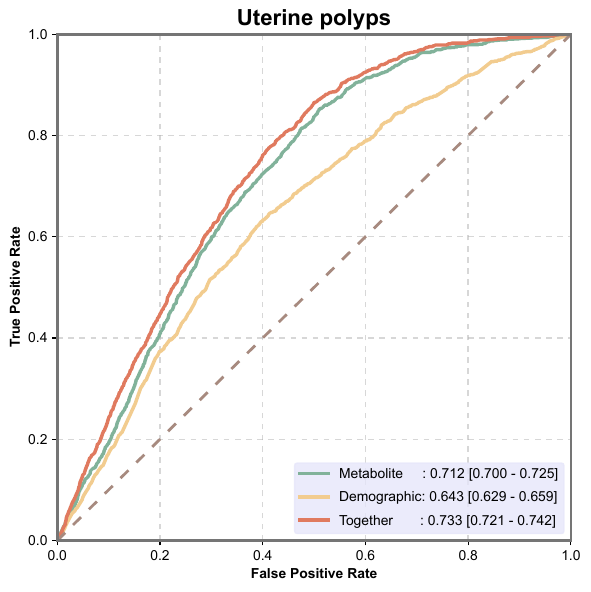 Uterine polyps
1.0
0.8
0.6
0.4
0.2
0.0
True Positive Rate
Metabolite : 0.712 [0.700 - 0.725]
Demographic: 0.643 [0.629 - 0.659]
Together : 0.733 [0.721 - 0.742]
0.0 0.2 0.4 0.6 0.8 1.0
False Positive Rate